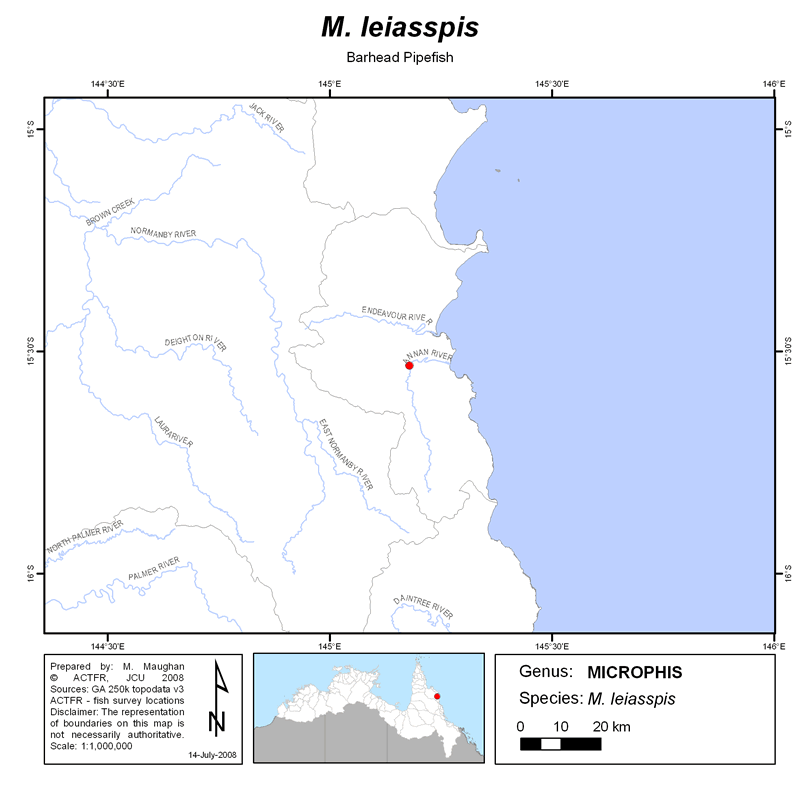 M. leiasspis
Barhead Pipefish
144°30'E
145°E
145°30'E
146°E
15°S
15°S
JACK RIVER
BROWN CREEK
NORMANBY RIVER
ENDEAVOUR RIVER
15°30'S
15°30'S
DEIGHTON RIVER
ANNAN RIVER
LAURA RIVER
EAST NORMANBY RIVER
NORTH PALMER RIVER
PALMER RIVER
16°S
16°S
DAINTREE RIVER
144°30'E
145°E
145°30'E
146°E
Prepared by: M. Maughan
© ACTFR, JCU 2008
Sources: GA 250k topodata v3
ACTFR - fish survey locations
Disclaimer: The representation
of boundaries on this map is
not necessarily authoritative.
Scale: 1:1,000,000
N
14-July-2008
Genus: MICROPHIS
Species: M. leiasspis
0 10 20 km